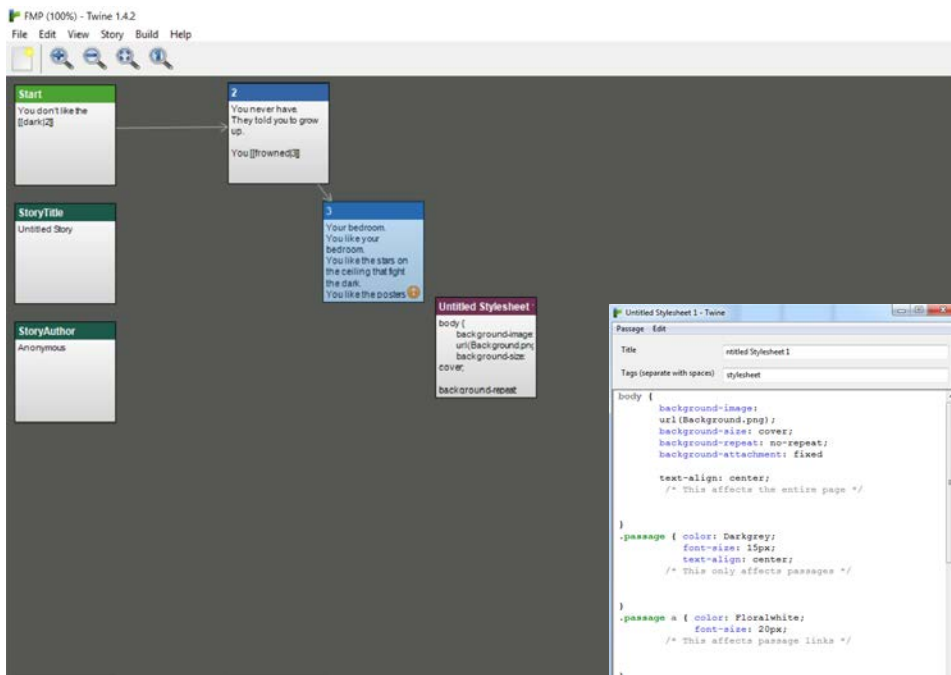 FMP (100%) - Twine 1.4.2
File Edit View Story Build Help
Start
You don't like the
[[dark|2]]
2
You never have.
They told you to grow
up.
You [[frowned|3]]
StoryTitle
Untitled Story
3
Your bedroom.
You like your
bedroom.
You like the stars on
the ceiling that fight
the dark.
You like the posters
StoryAuthor
Anonymous
Untitled Stylesheet
body {
background-image:
url(Background.png
background-size:
cover;
background-repeat
Untitled Stylesheet 1 - Twine
Passage Edit
Title
ntitled Stylesheet 1
Tags (separate with spaces)
stylesheet
body {
background-image:
url(Background.png);
background-size: cover;
background-repeat: no-repeat;
background-attachment: fixed
text-align: center;
/* This affects the entire page */
}
.passage { color: Darkgrey;
font-size: 15px;
text-align: center;
/* This only affects passages */
}
.passage a { color: Floralwhite;
font-size: 20px;
/* This affects passage links */
}